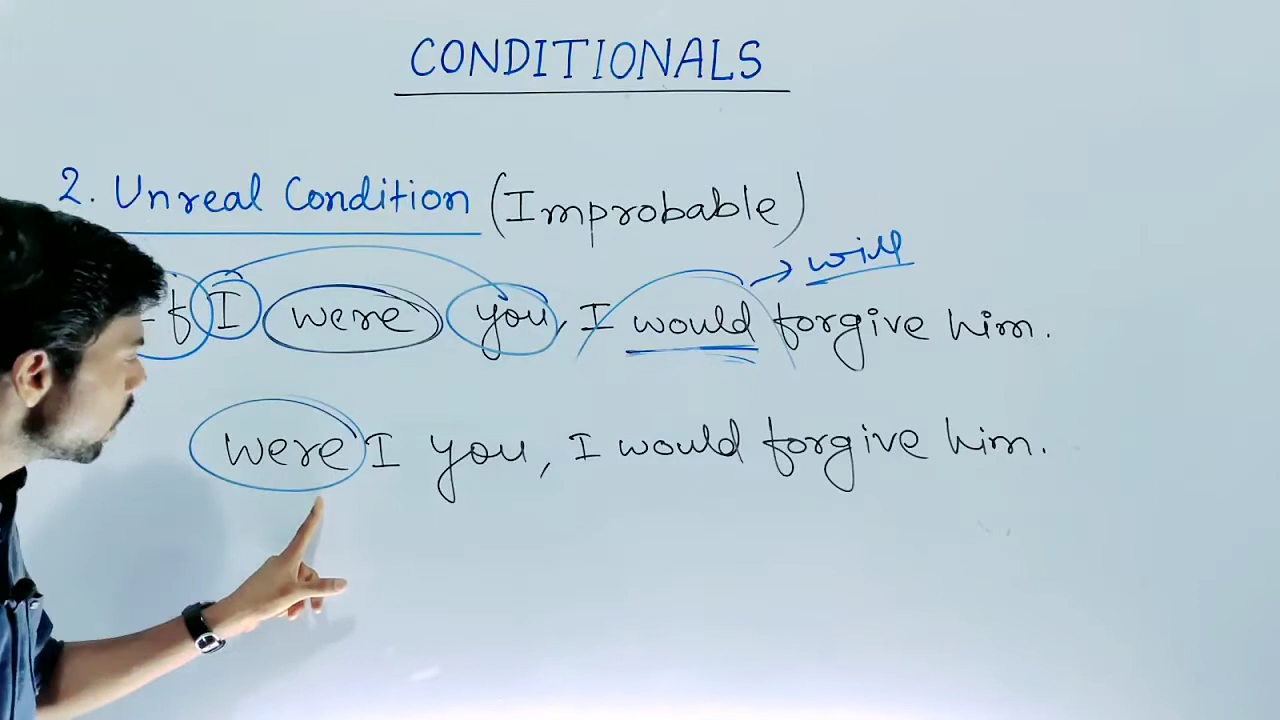 CONDITIONALS
2. Unreal Condition (Improbable)
will
f I were you, I would forgive him.
were I you, I would forgive him.